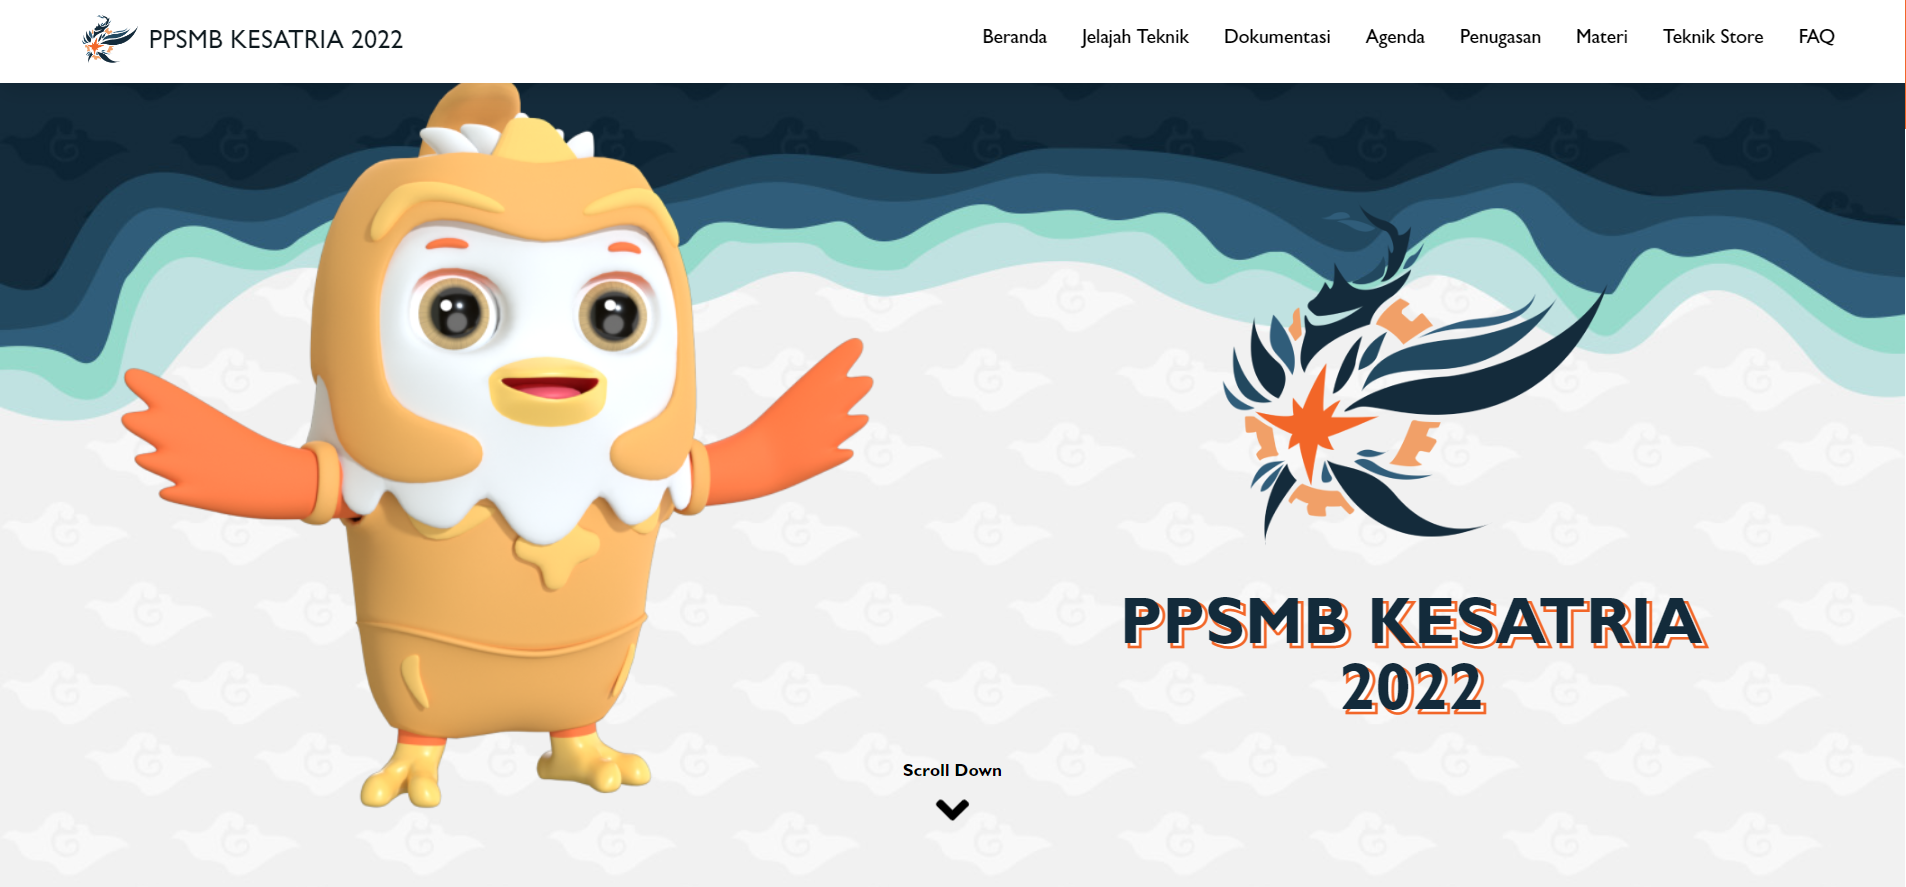 PPSMB KESATRIA 2022
Beranda Jelajah Teknik Dokumentasi Agenda Penugasan Materi Teknik Store FAQ
PPSMB KESATRIA
2022
Scroll Down